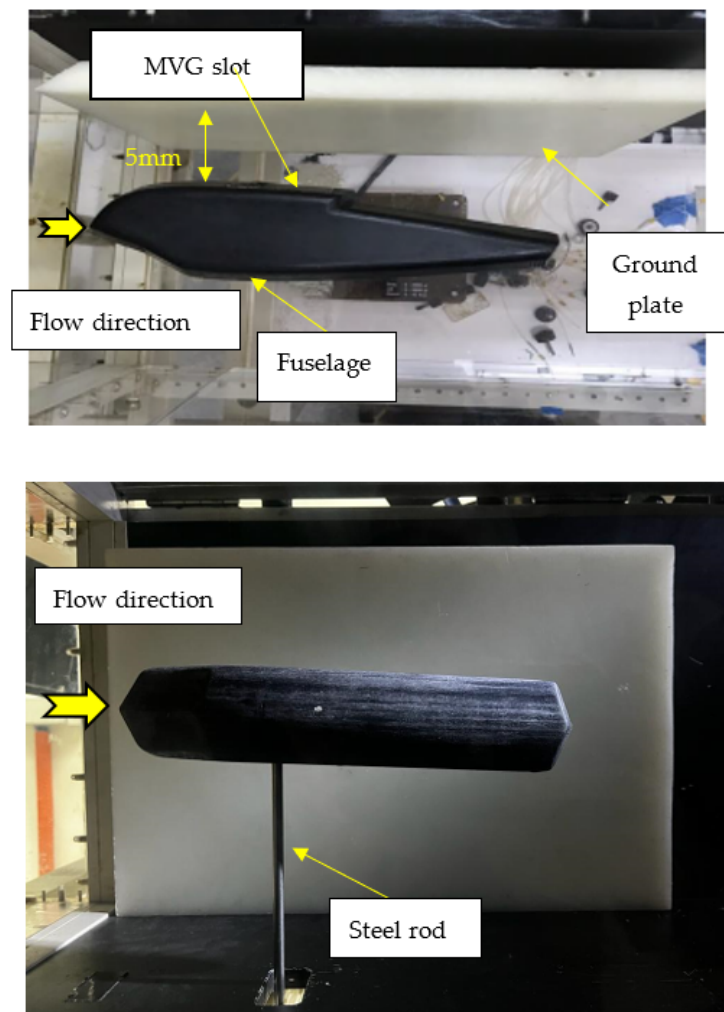 MVG slot
5mm
Flow direction
Fuselage
Ground
plate
Flow direction
Steel rod